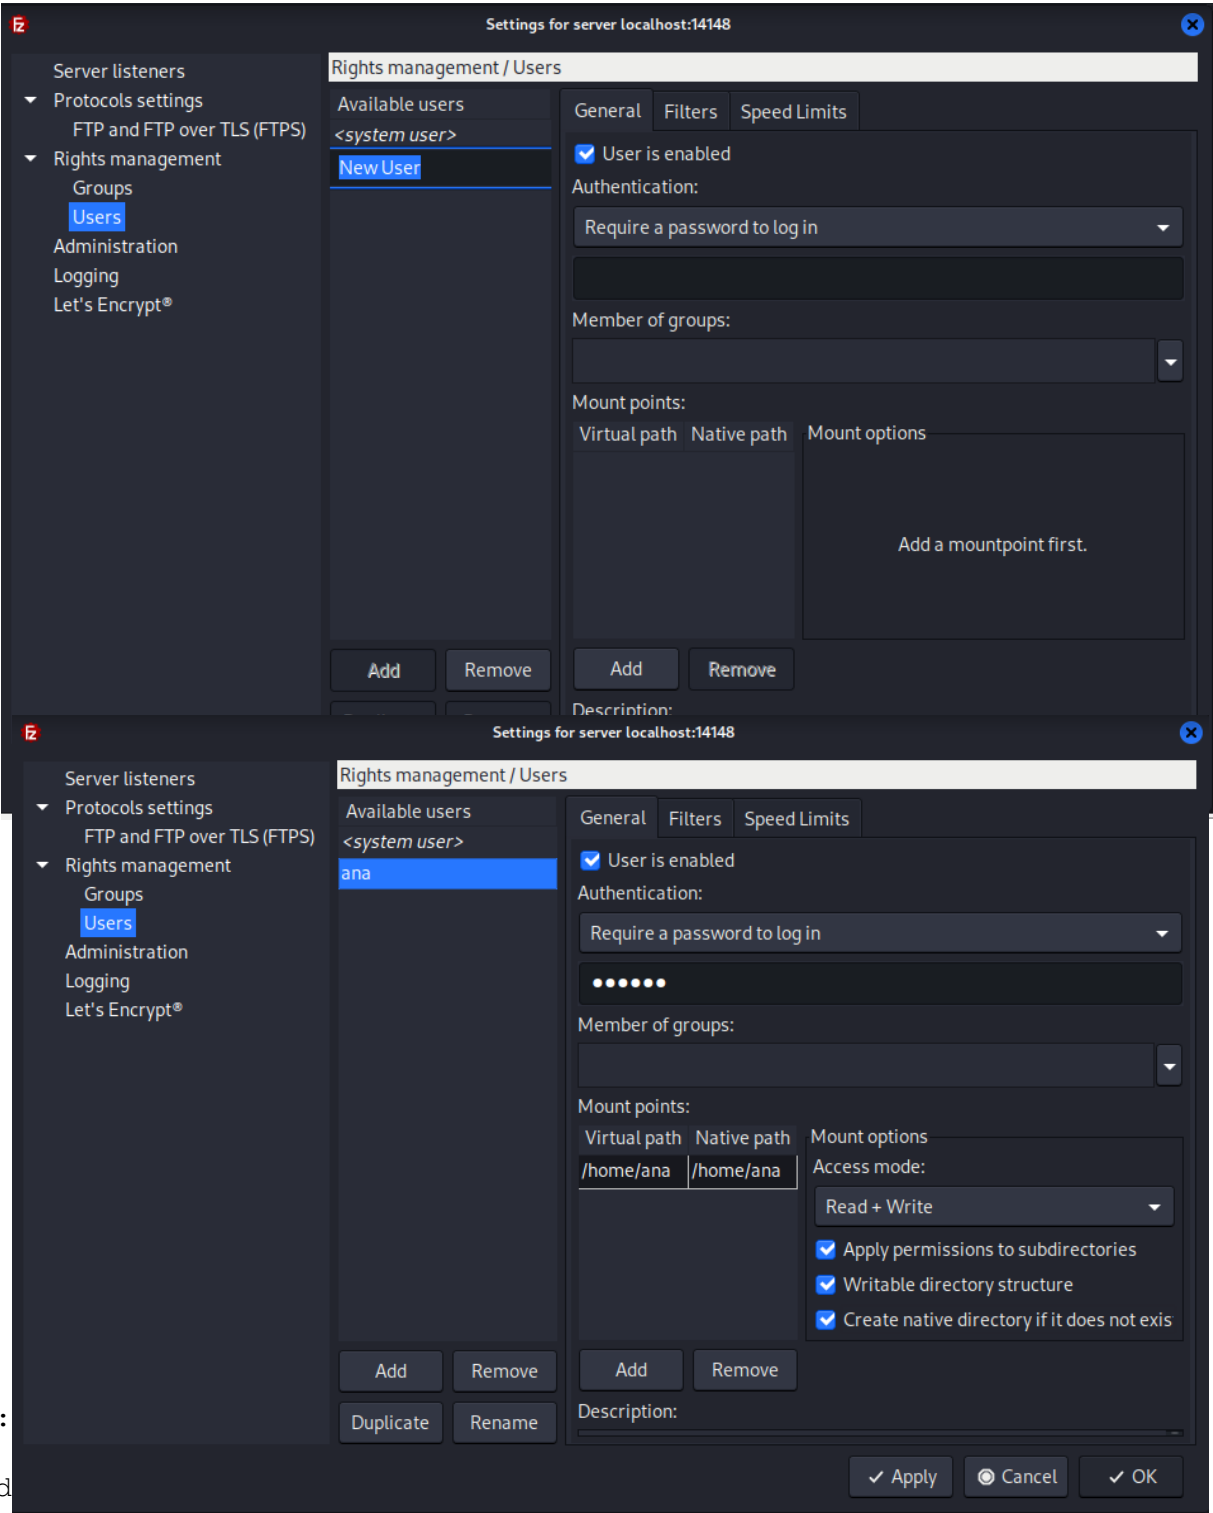 Settings for server localhost:14148
Server listeners
Protocols settings
FTP and FTP over TLS (FTPS)
Rights management
Groups
Users
Administration
Logging
Let's Encrypt®
Rights management / Users
Available users
<system user>
New User
Add Remove
General Filters Speed Limits
User is enabled
Authentication:
Require a password to log in
Member of groups:
Mount points:
Virtual path Native path
Mount options
Add a mountpoint first.
Add Remove
Description:
Settings for server localhost:14148
Server listeners
Protocols settings
FTP and FTP over TLS (FTPS)
Rights management
Groups
Users
Administration
Logging
Let's Encrypt®
Rights management / Users
Available users
<system user>
ana
Add Remove
Duplicate Rename
General Filters Speed Limits
User is enabled
Authentication:
Require a password to log in
••••••
Member of groups:
Mount points:
Virtual path Native path
/home/ana /home/ana
Mount options
Access mode:
Read + Write
Apply permissions to subdirectories
Writable directory structure
Create native directory if it does not exis
Add Remove
Description:
Apply Cancel OK
:
d